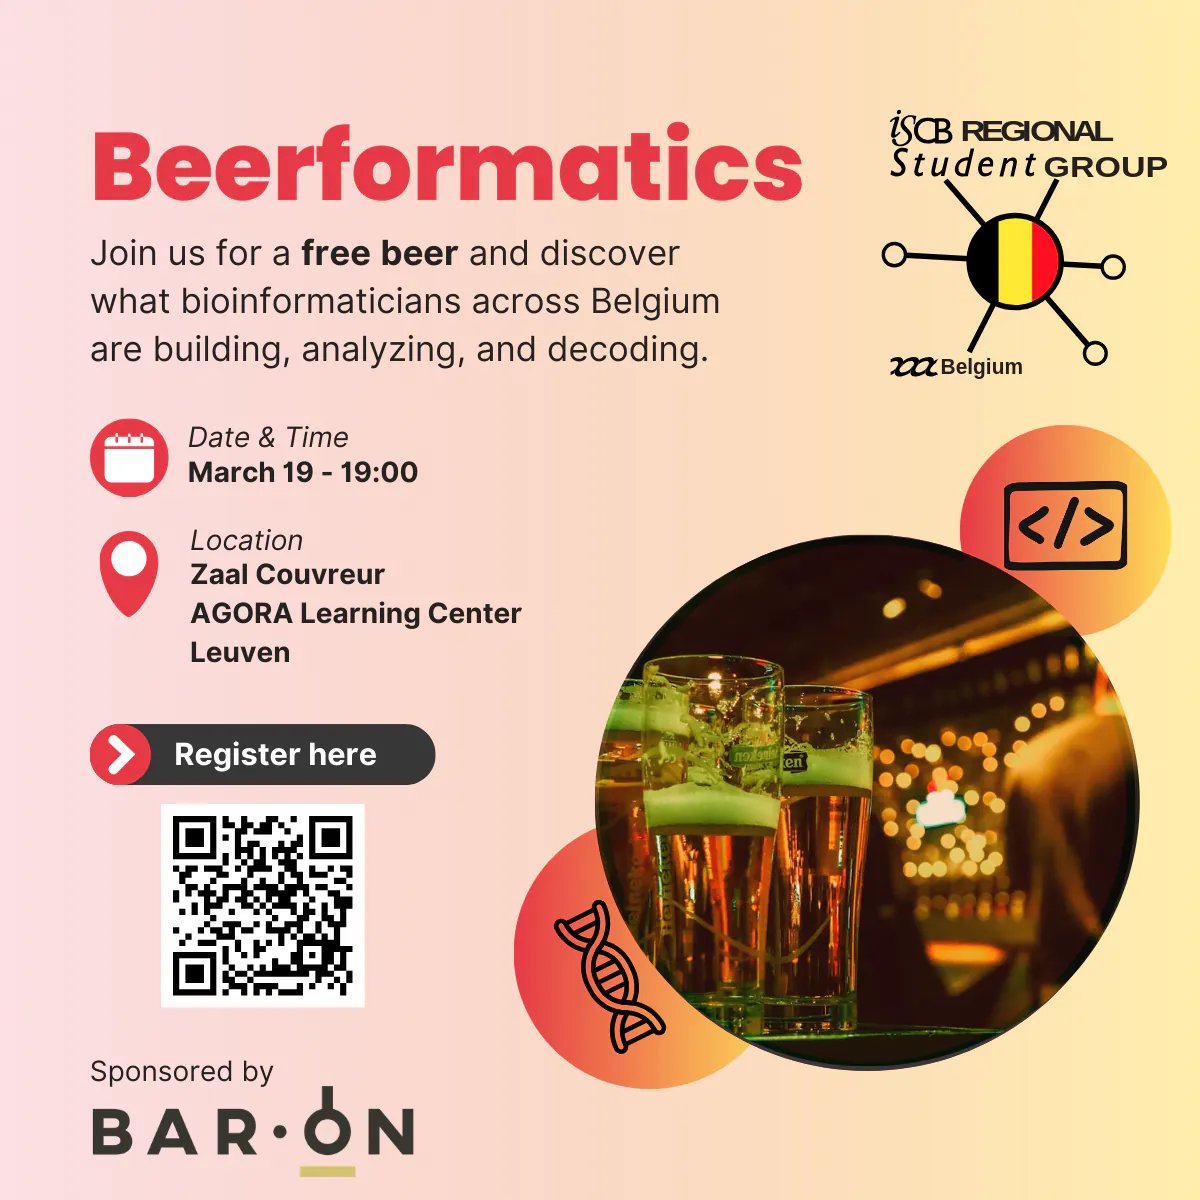 Beerformatics
Join us for a free beer and discover
what bioinformaticians across Belgium
are building, analyzing, and decoding.
iSCB REGIONAL
Student GROUP
Belgium
Date & Time
March 19 - 19:00
Location
Zaal Couvreur
AGORA Learning Center
Leuven
</>
Register here
Heineken
Sponsored by
BAR·ON